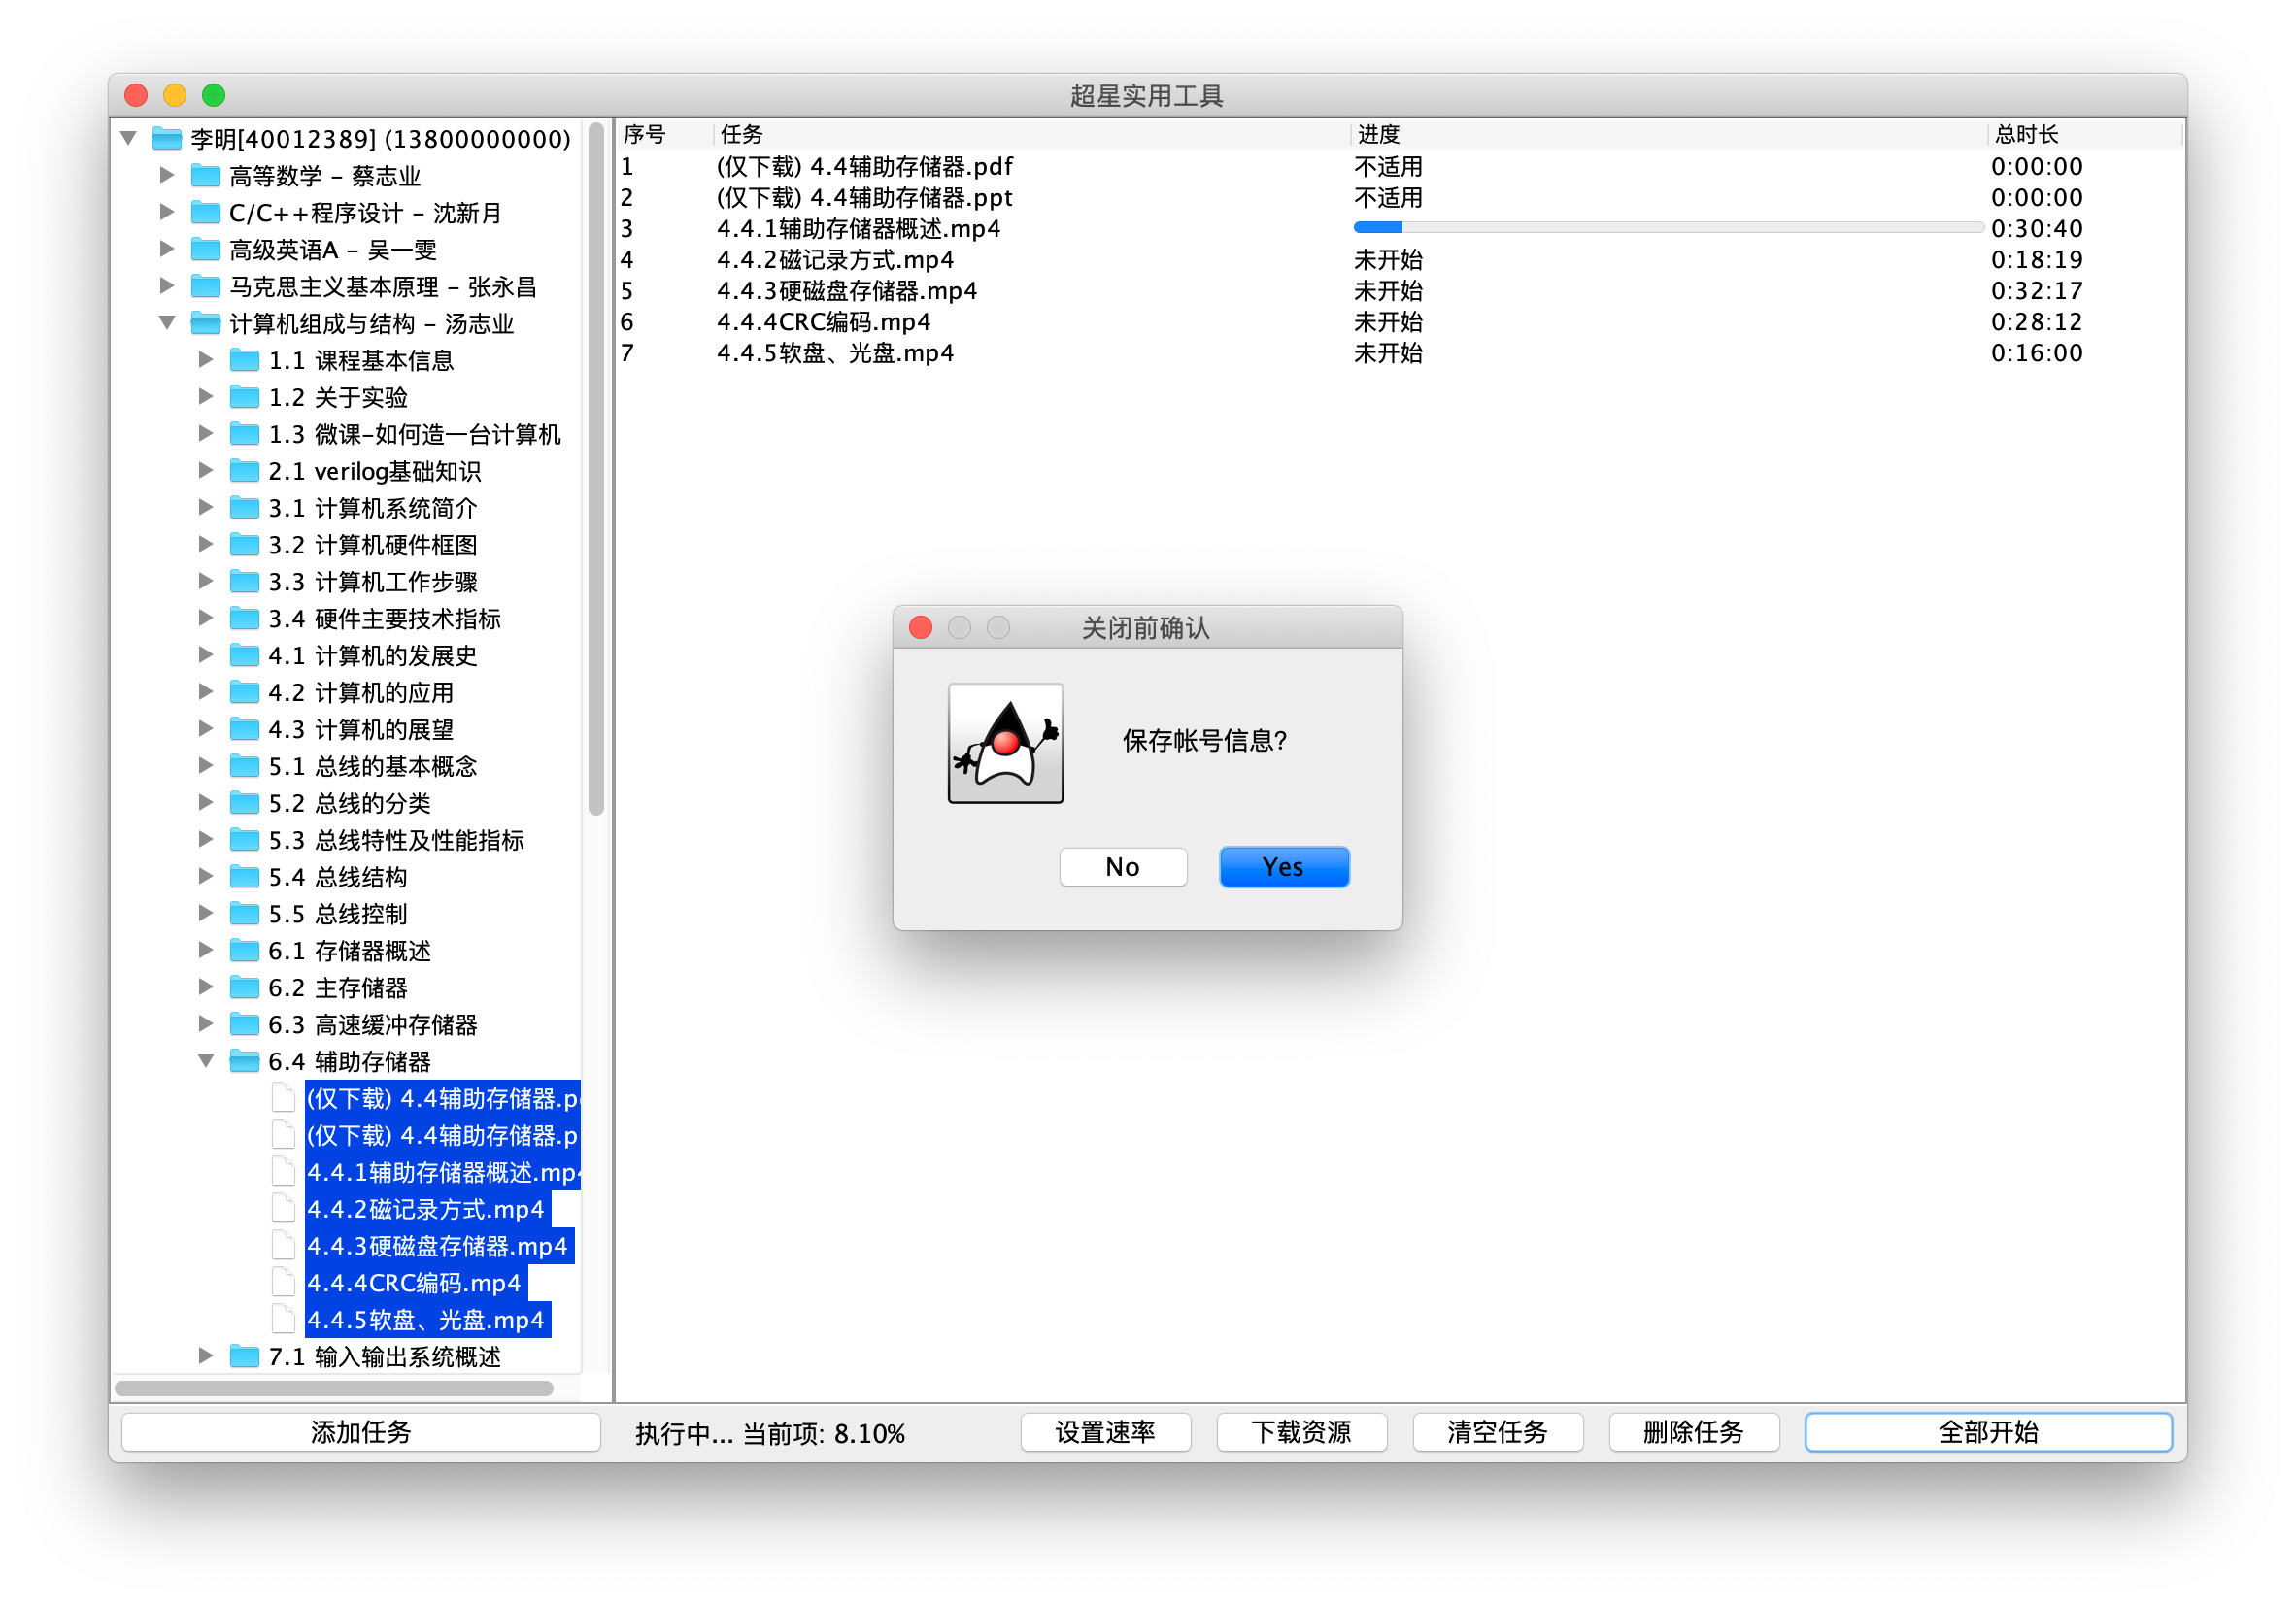 超星实用工具
李明[40012389] (13800000000)
高等数学 – 蔡志业
C/C++程序设计 – 沈新月
高级英语A – 吴一雯
马克思主义基本原理 – 张永昌
计算机组成与结构 – 汤志业
1.1 课程基本信息
1.2 关于实验
1.3 微课-如何造一台计算机
2.1 verilog基础知识
3.1 计算机系统简介
3.2 计算机硬件框图
3.3 计算机工作步骤
3.4 硬件主要技术指标
4.1 计算机的发展史
4.2 计算机的应用
4.3 计算机的展望
5.1 总线的基本概念
5.2 总线的分类
5.3 总线特性及性能指标
5.4 总线结构
5.5 总线控制
6.1 存储器概述
6.2 主存储器
6.3 高速缓冲存储器
6.4 辅助存储器
(仅下载) 4.4辅助存储器.p
(仅下载) 4.4辅助存储器.p
4.4.1辅助存储器概述.mp4
4.4.2磁记录方式.mp4
4.4.3硬磁盘存储器.mp4
4.4.4CRC编码.mp4
4.4.5软盘、光盘.mp4
7.1 输入输出系统概述
添加任务
序号 任务 进度 总时长
1 (仅下载) 4.4辅助存储器.pdf 不适用 0:00:00
2 (仅下载) 4.4辅助存储器.ppt 不适用 0:00:00
3 4.4.1辅助存储器概述.mp4 0:30:40
4 4.4.2磁记录方式.mp4 未开始 0:18:19
5 4.4.3硬磁盘存储器.mp4 未开始 0:32:17
6 4.4.4CRC编码.mp4 未开始 0:28:12
7 4.4.5软盘、光盘.mp4 未开始 0:16:00
关闭前确认
保存帐号信息?
No Yes
执行中... 当前项: 8.10% 设置速率 下载资源 清空任务 删除任务 全部开始